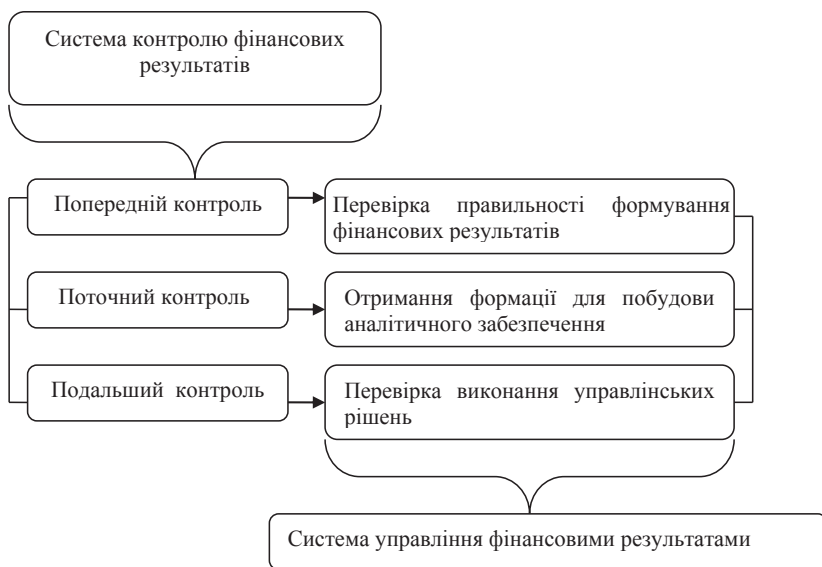 Система контролю фінансових
результатів
Попередній контроль
Перевірка правильності формування
фінансових результатів
Поточний контроль
Отримання формації для побудови
аналітичного забезпечення
Подальший контроль
Перевірка виконання управлінських
рішень
Система управління фінансовими результатами